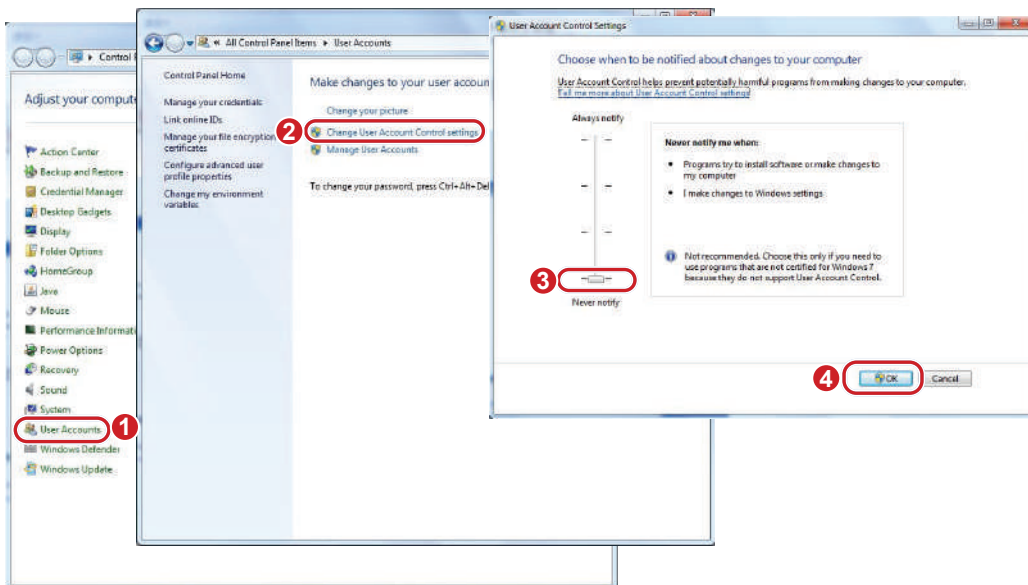 Control
Adjust your compute
Action Center
Backup and Restore
Credential Manager
Desktop Gadgets
Display
Folder Options
HomeGroup
Java
Mouse
Performance Informati
Power Options
Recovery
Sound
System
User Accounts
1
Windows Defender
Windows Update
« All Control Panel Items ▸ User Accounts
Control Panel Home
Manage your credentials
Link online IDs
Manage your file encryption
certificates
Configure advanced user
profile properties
Change my environment
variables
Make changes to your user accoun
Change your picture
2
Change User Account Control settings
Manage User Accounts
To change your password, press Ctrl+Alt+Del
User Account Control Settings
Choose when to be notified about changes to your computer
User Account Control helps prevent potentially harmful programs from making changes to your computer.
Tell me more about User Account Control settings
Always notify
Never notify me when:
• Programs try to install software or make changes to
my computer
• I make changes to Windows settings
Not recommended. Choose this only if you need to
use programs that are not certified for Windows 7
because they do not support User Account Control.
3
Never notify
4
OK
Cancel